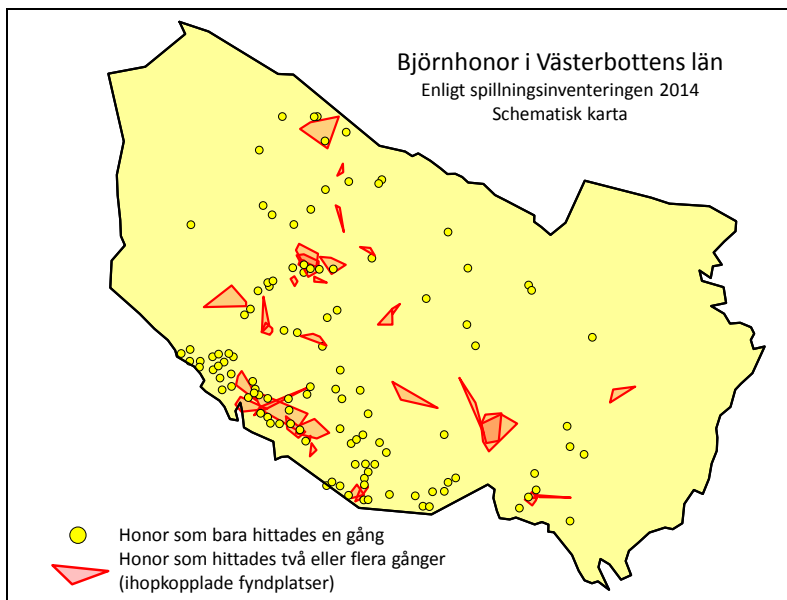 Björnhonor i Västerbottens län
Enligt spillningsinventeringen 2014
Schematisk karta
Honor som bara hittades en gång
Honor som hittades två eller flera gånger
(ihopkopplade fyndplatser)